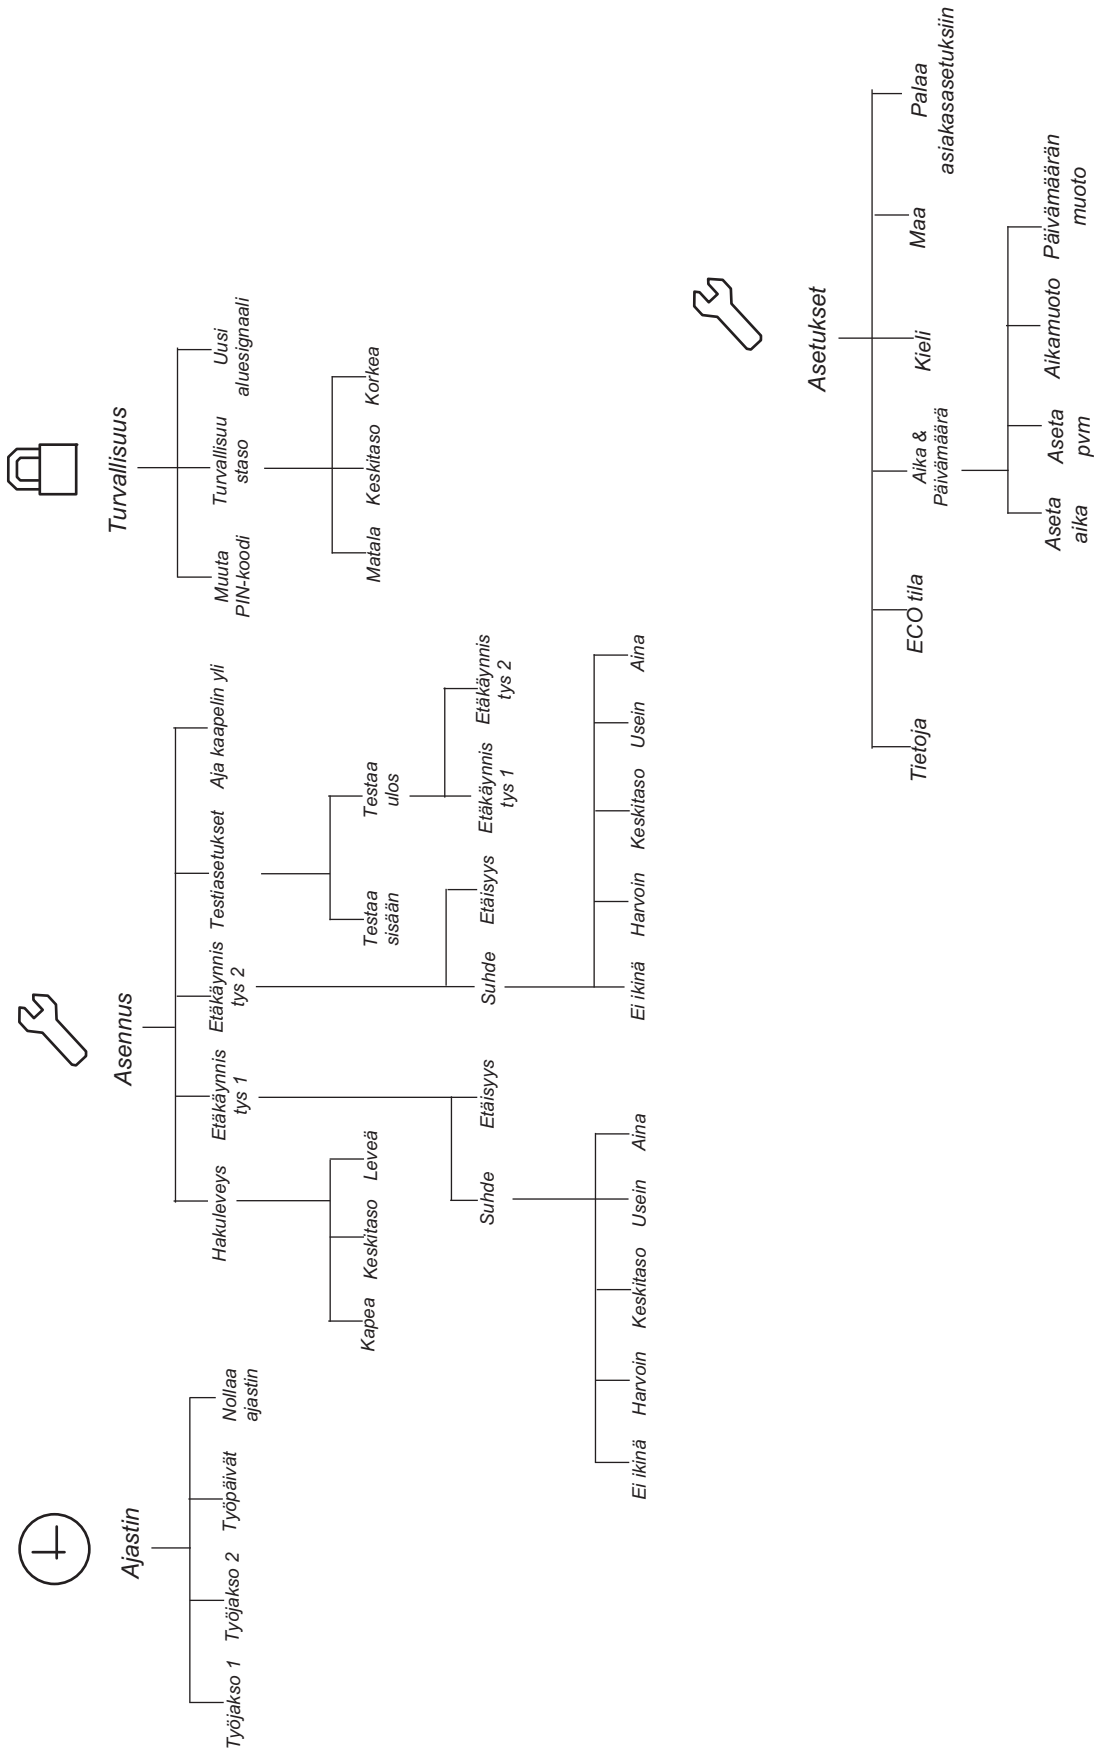 Ajastin
Työjakso 1
Työjakso 2
Työpäivät
Nollaa
ajastin
Asennus
Hakuleveys
Etäkäynnis
tys 1
Etäkäynnis
tys 2
Testiasetukset
Aja kaapelin yli
Kapea
Keskitaso
Leveä
Testaa
sisään
Testaa
ulos
Suhde
Etäisyys
Suhde
Etäisyys
Etäkäynnis
tys 1
Etäkäynnis
tys 2
Ei ikinä
Harvoin
Keskitaso
Usein
Aina
Ei ikinä
Harvoin
Keskitaso
Usein
Aina
Turvallisuus
Muuta
PIN-koodi
Turvallisuu
staso
Uusi
aluesignaali
Matala
Keskitaso
Korkea
Asetukset
Tietoja
ECO tila
Aika &
Päivämäärä
Kieli
Maa
Palaa
asiakasasetuksiin
Aseta
aika
Aseta
pvm
Aikamuoto
Päivämäärän
muoto